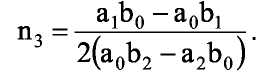 n₃ = (a₁b₀ − a₀b₁) / 2(a₀b₂ − a₂b₀).